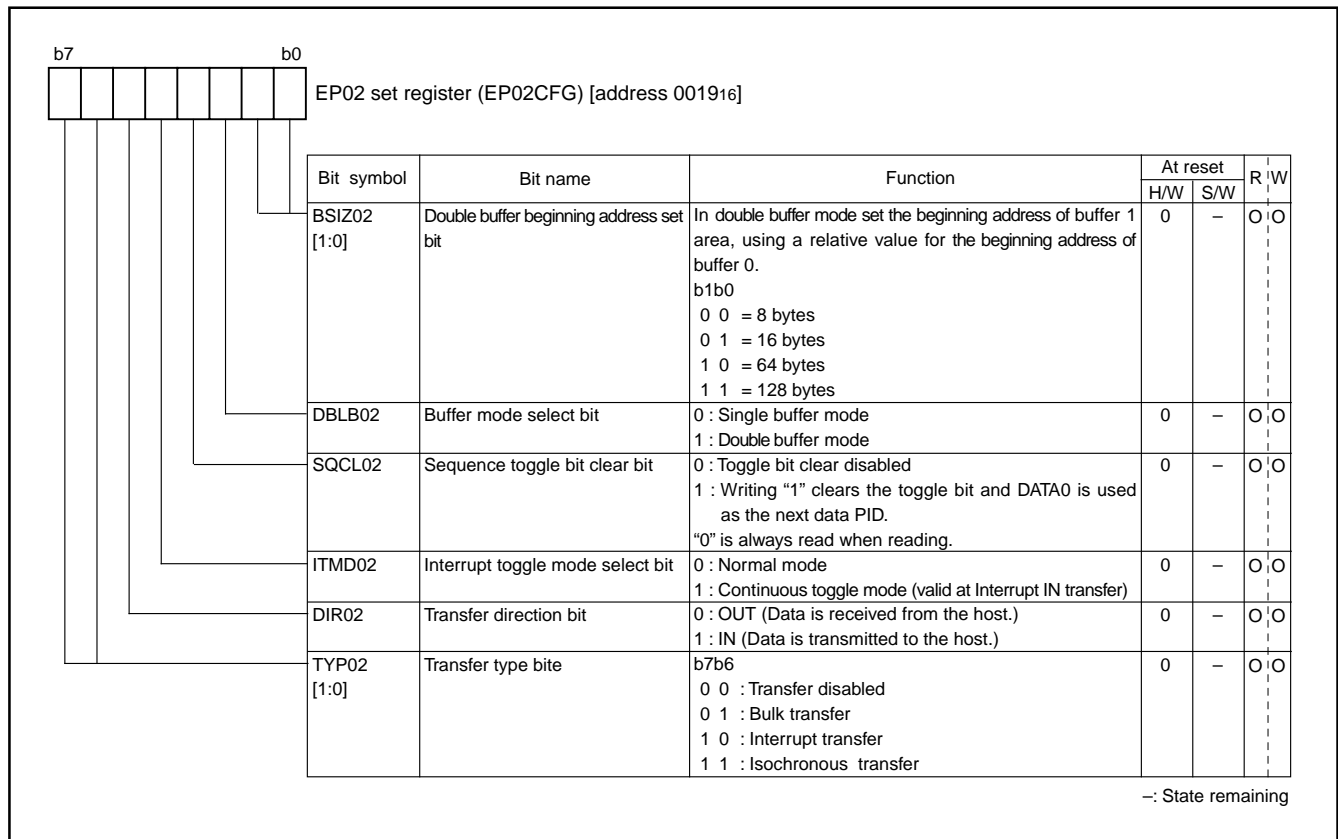 b7 b0
EP02 set register (EP02CFG) [address 001916]
Bit symbol Bit name Function At reset R W
H/W S/W
BSIZ02 Double buffer beginning address set In double buffer mode set the beginning address of buffer 1 0 – O O
[1:0] bit area, using a relative value for the beginning address of
buffer 0.
b1b0
0 0 = 8 bytes
0 1 = 16 bytes
1 0 = 64 bytes
1 1 = 128 bytes
DBLB02 Buffer mode select bit 0 : Single buffer mode 0 – O O
1 : Double buffer mode
SQCL02 Sequence toggle bit clear bit 0 : Toggle bit clear disabled 0 – O O
1 : Writing “1” clears the toggle bit and DATA0 is used
as the next data PID.
“0” is always read when reading.
ITMD02 Interrupt toggle mode select bit 0 : Normal mode 0 – O O
1 : Continuous toggle mode (valid at Interrupt IN transfer)
DIR02 Transfer direction bit 0 : OUT (Data is received from the host.) 0 – O O
1 : IN (Data is transmitted to the host.)
TYP02 Transfer type bite b7b6 0 – O O
[1:0] 0 0 : Transfer disabled
0 1 : Bulk transfer
1 0 : Interrupt transfer
1 1 : Isochronous transfer
–: State remaining